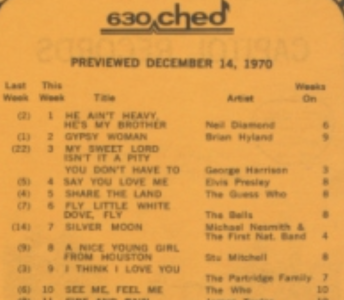 630 ched
PREVIEWED DECEMBER 14, 1970
Last Week This Week Title Artist Weeks On
(2) 1 HE AIN'T HEAVY, HE'S MY BROTHER Neil Diamond 6
(1) 2 GYPSY WOMAN Brian Hyland 9
(22) 3 MY SWEET LORD
ISN'T IT A PITY George Harrison 3
YOU DON'T HAVE TO
(5) 4 SAY YOU LOVE ME Elvis Presley 8
(4) 5 SHARE THE LAND The Guess Who 8
(7) 6 FLY LITTLE WHITE DOVE, FLY The Bells 8
(14) 7 SILVER MOON Michael Nesmith & The First Nat. Band 4
(9) 8 A NICE YOUNG GIRL FROM HOUSTON Stu Mitchell 8
(3) 9 I THINK I LOVE YOU The Partridge Family 7
(6) 10 SEE ME, FEEL ME The Who 10